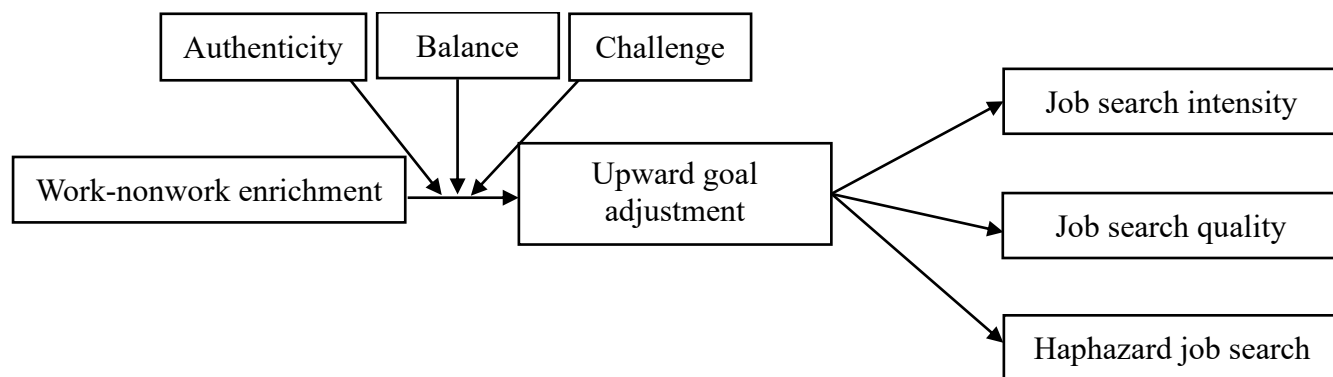 Authenticity
Balance
Challenge
Job search intensity
Work-nonwork enrichment
Upward goal
adjustment
Job search quality
Haphazard job search